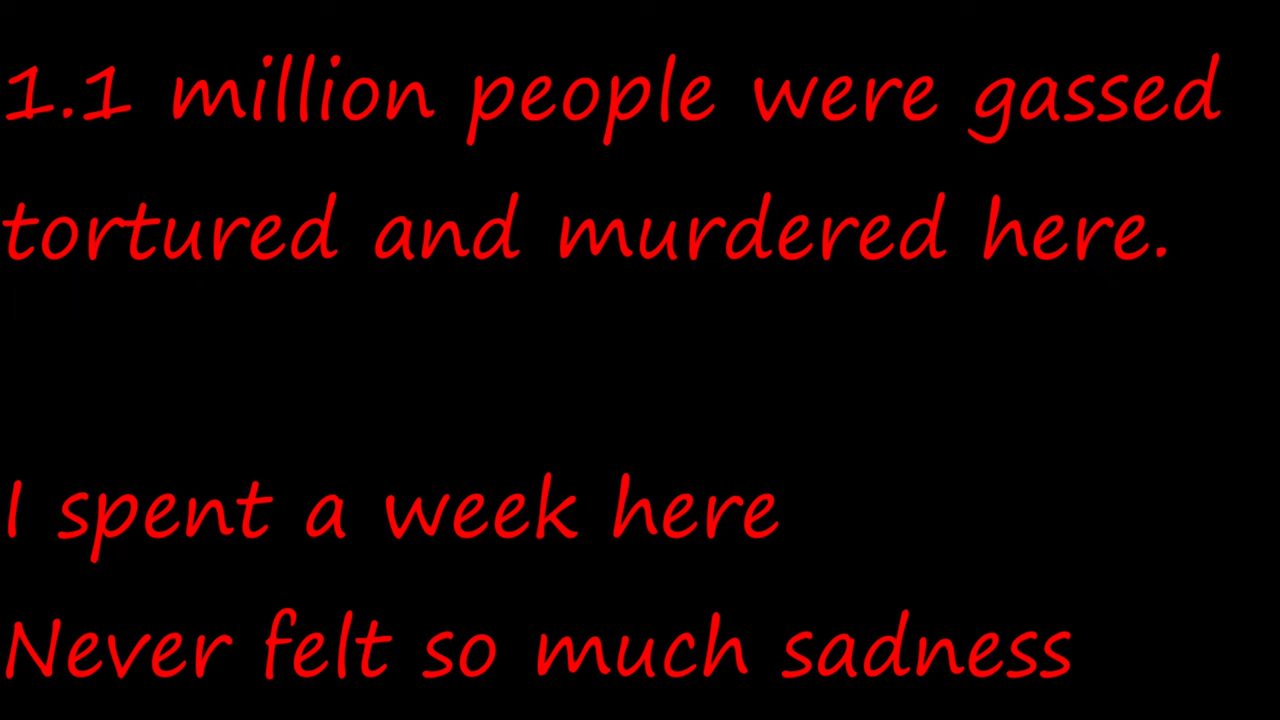 1.1 million people were gassed
tortured and murdered here.
I spent a week here
Never felt so much sadness